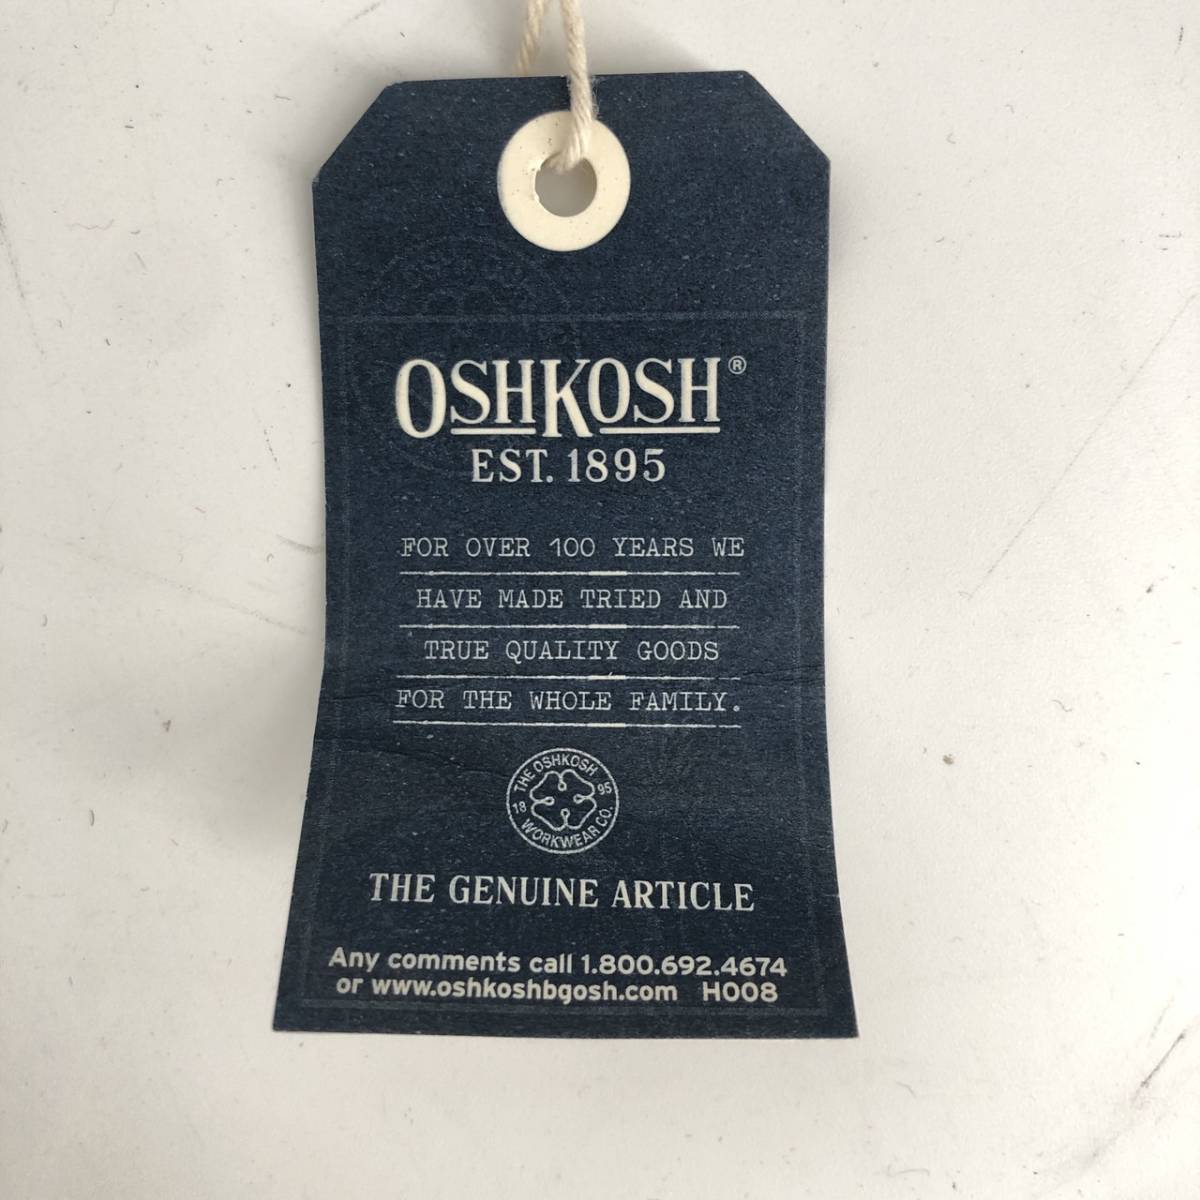 OSHKOSH®
EST. 1895
FOR OVER 100 YEARS WE
HAVE MADE TRIED AND
TRUE QUALITY GOODS
FOR THE WHOLE FAMILY.
THE OSHKOSH
18 95
WORKWEAR CO.
THE GENUINE ARTICLE
Any comments call 1.800.692.4674
or www.oshkoshbgosh.com H008